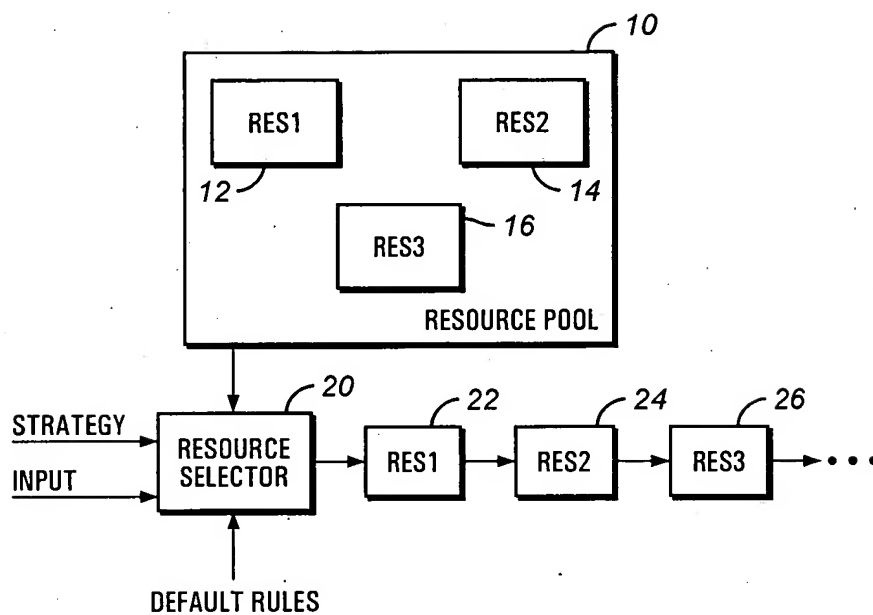 10
RES1
RES2
12
14
RES3
16
RESOURCE POOL
20
22
24
26
STRATEGY
INPUT
RESOURCE
SELECTOR
RES1
RES2
RES3
DEFAULT RULES